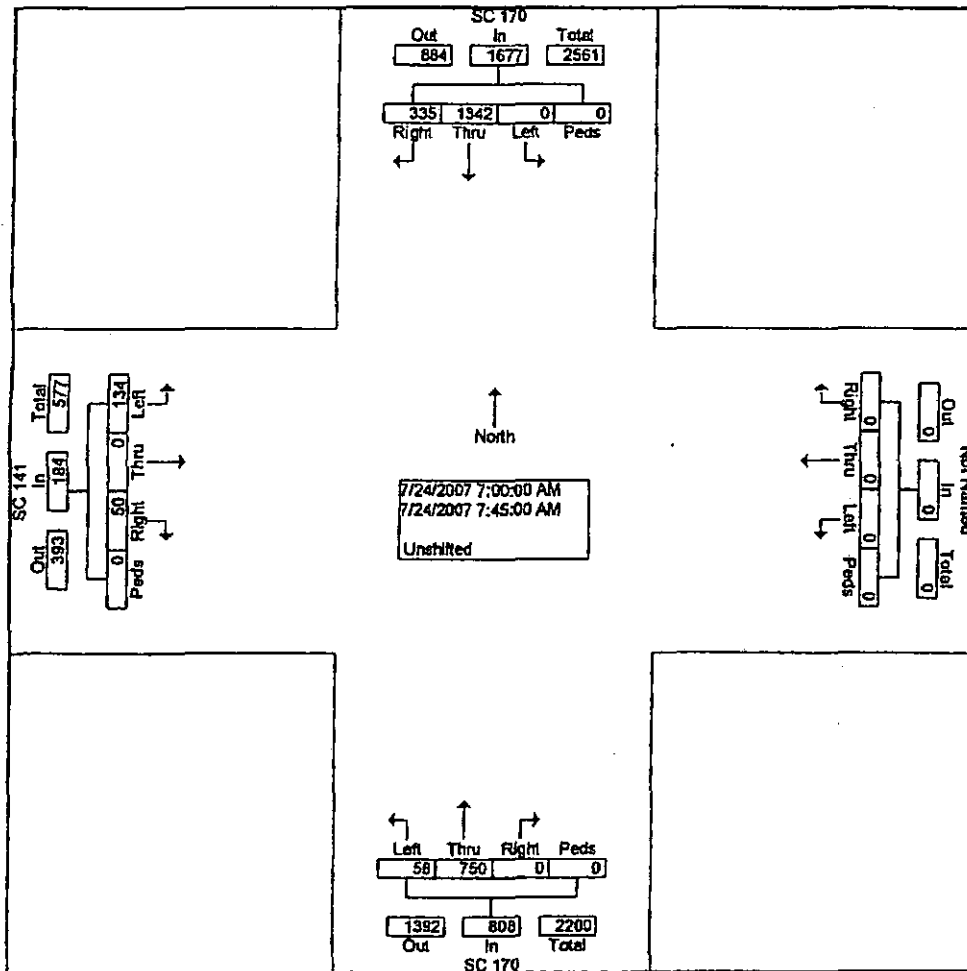 SC 170
Out In Total
884 1677 2561
335 1342 0 0
Right Thru Left Peds
North
7/24/2007 7:00:00 AM
7/24/2007 7:45:00 AM
Unshifted
SC 141
Total In Out
577 184 393
134 0 50 0
Left Thru Right Peds
Right Thru Left Peds
0 0 0 0
Out In Total
0 0 0
Left Thru Right Peds
58 750 0 0
1392 808 2200
Out In Total
SC 170